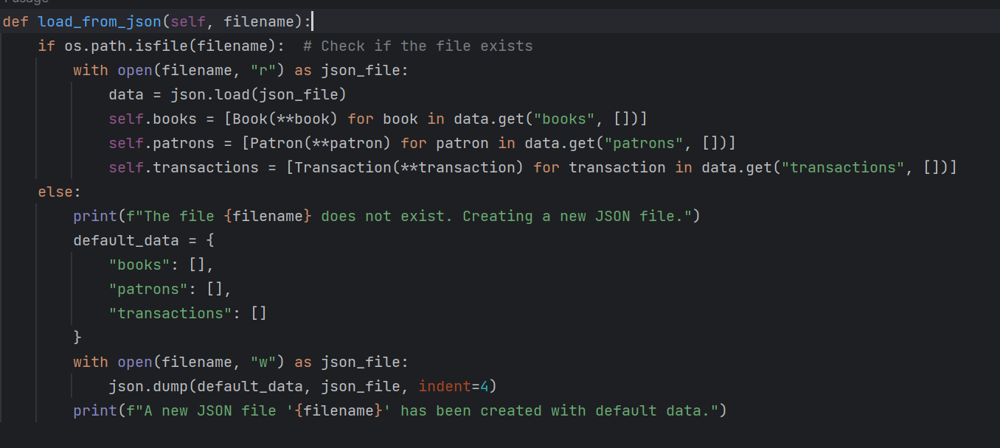 def load_from_json(self, filename):
    if os.path.isfile(filename):  # Check if the file exists
        with open(filename, "r") as json_file:
            data = json.load(json_file)
            self.books = [Book(**book) for book in data.get("books", [])]
            self.patrons = [Patron(**patron) for patron in data.get("patrons", [])]
            self.transactions = [Transaction(**transaction) for transaction in data.get("transactions", [])]
    else:
        print(f"The file {filename} does not exist. Creating a new JSON file.")
        default_data = {
            "books": [],
            "patrons": [],
            "transactions": []
        }
        with open(filename, "w") as json_file:
            json.dump(default_data, json_file, indent=4)
        print(f"A new JSON file '{filename}' has been created with default data.")